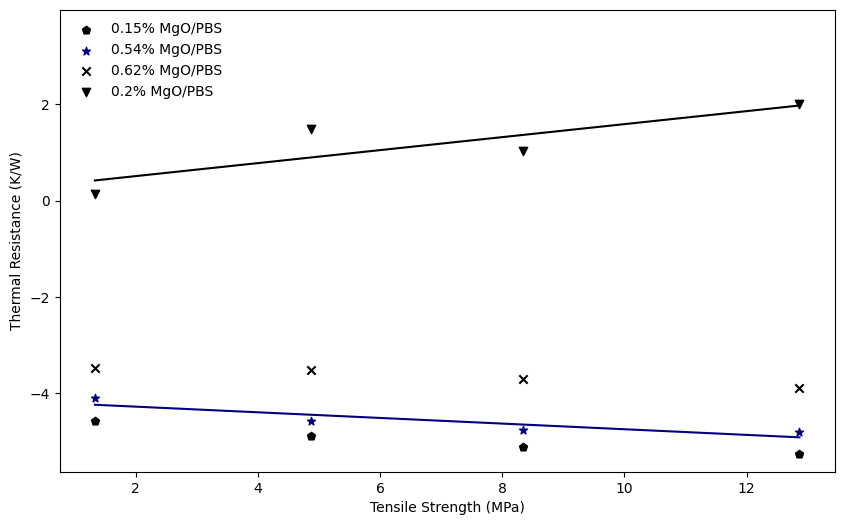 0.15% MgO/PBS
0.54% MgO/PBS
0.62% MgO/PBS
0.2% MgO/PBS
Thermal Resistance (K/W)
2
0
−2
−4
2 4 6 8 10 12
Tensile Strength (MPa)